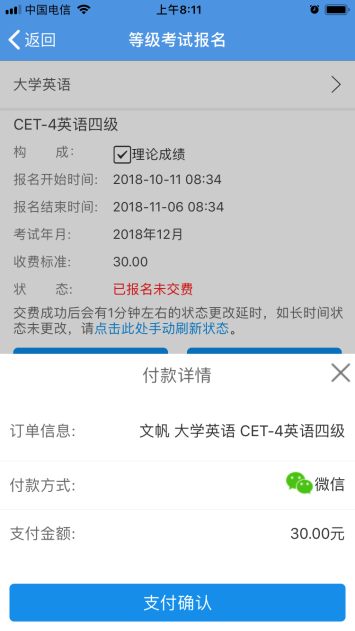 中国电信 上午8:11
返回 等级考试报名
大学英语
CET-4英语四级
构 成: 理论成绩
报名开始时间: 2018-10-11 08:34
报名结束时间: 2018-11-06 08:34
考试年月: 2018年12月
收费标准: 30.00
状 态: 已报名未交费
交费成功后会有1分钟左右的状态更改延时，如长时间状
态未更改，请点击此处手动刷新状态。
付款详情
订单信息: 文帆 大学英语 CET-4英语四级
付款方式: 微信
支付金额: 30.00元
支付确认